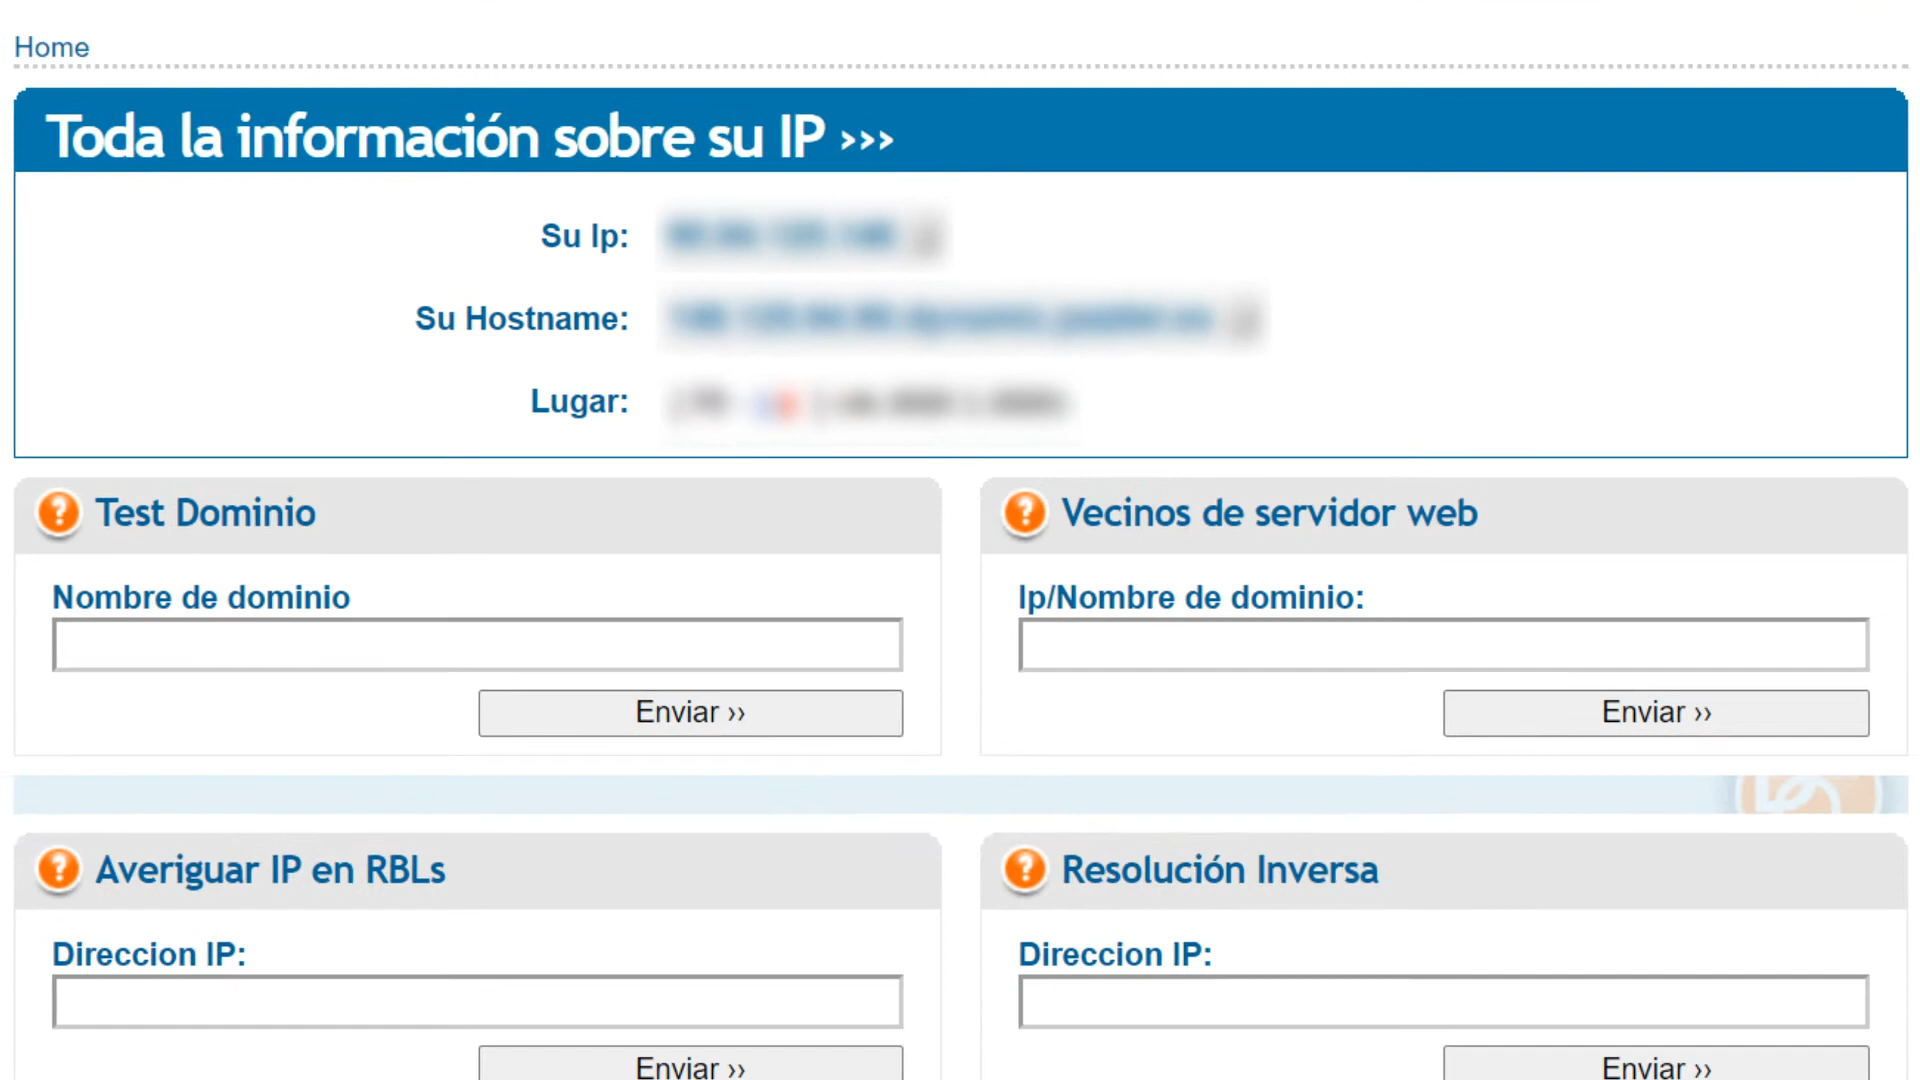 Home
Toda la información sobre su IP ›››
Su Ip:
Su Hostname:
Lugar:
Test Dominio
Nombre de dominio
Enviar ››
Vecinos de servidor web
Ip/Nombre de dominio:
Enviar ››
Averiguar IP en RBLs
Direccion IP:
Enviar ››
Resolución Inversa
Direccion IP:
Enviar ››